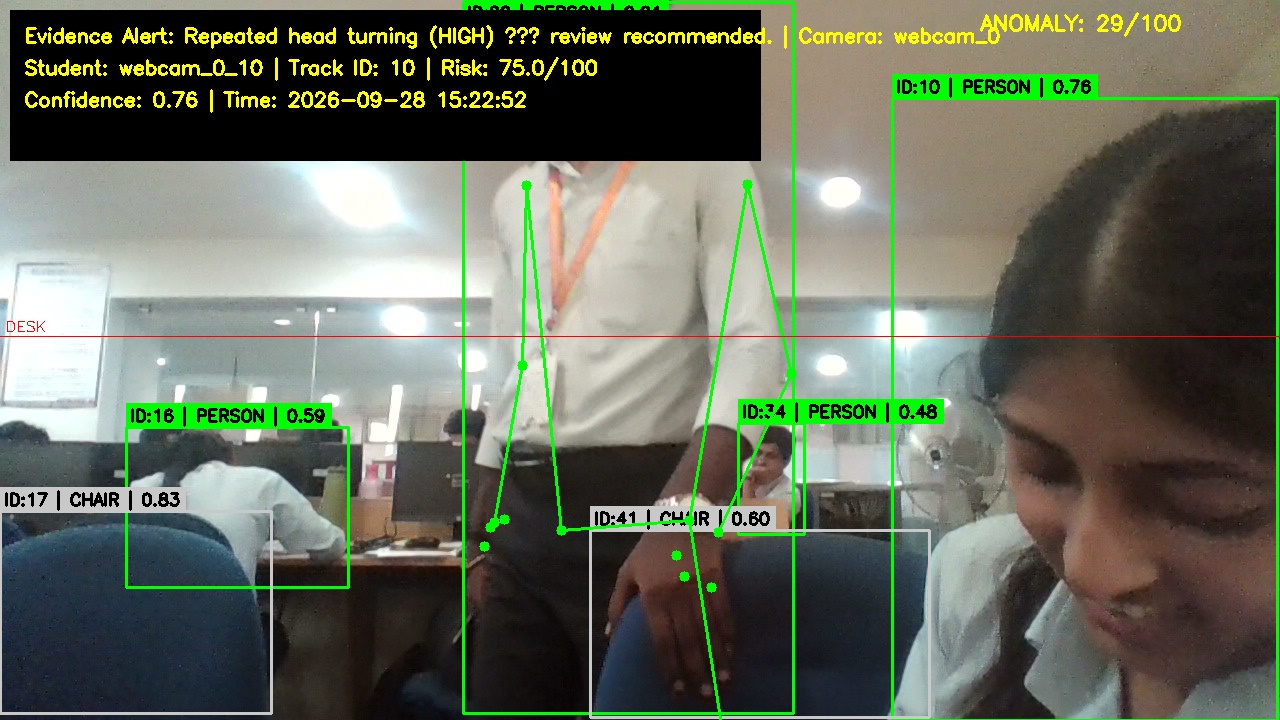 Evidence Alert: Repeated head turning (HIGH) ??? review recommended. | Camera: webcam_0
ANOMALY: 29/100
Student: webcam_0_10 | Track ID: 10 | Risk: 75.0/100
Confidence: 0.76 | Time: 2026-09-28 15:22:52
ID:10 | PERSON | 0.76
DESK
ID:16 | PERSON | 0.59
ID:34 | PERSON | 0.48
ID:17 | CHAIR | 0.83
ID:41 | CHAIR | 0.60